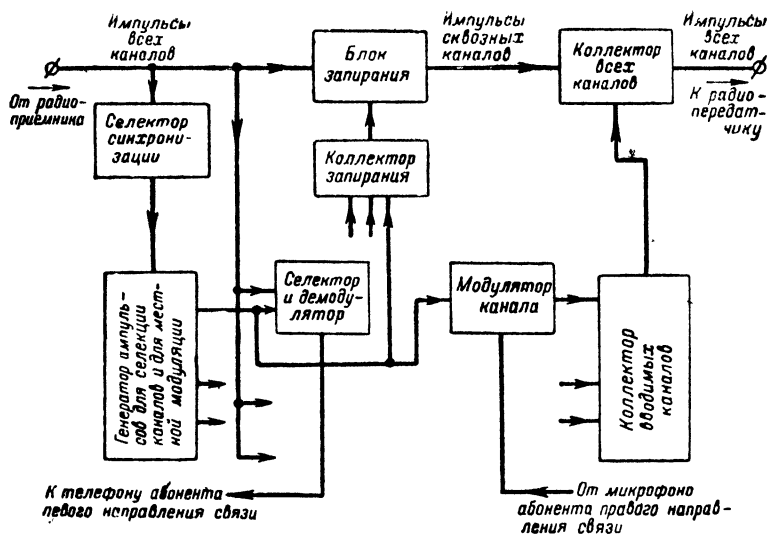 Импульсы
всех
каналов
От радио-
приемника
Селектор
синхрони-
зации
Блок
запирания
Импульсы
сквозных
каналов
Коллектор
всех
каналов
Импульсы
всех
каналов
К радио-
передат-
чику
Коллектор
запирания
Генератор ампуль-
сов для селекции
каналов и для мест-
ной модуляции
Селектор
и демоду-
лятор
Модулятор
канала
Коллектор
вводимых
каналов
К телефону абонента
левого направления связи
От микрофона
абонента правого направ-
ления связи